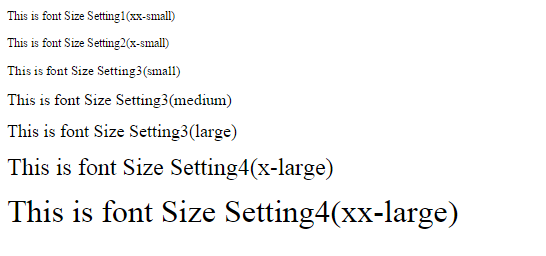 This is font Size Setting1(xx-small)
This is font Size Setting2(x-small)
This is font Size Setting3(small)
This is font Size Setting3(medium)
This is font Size Setting3(large)
This is font Size Setting4(x-large)
This is font Size Setting4(xx-large)